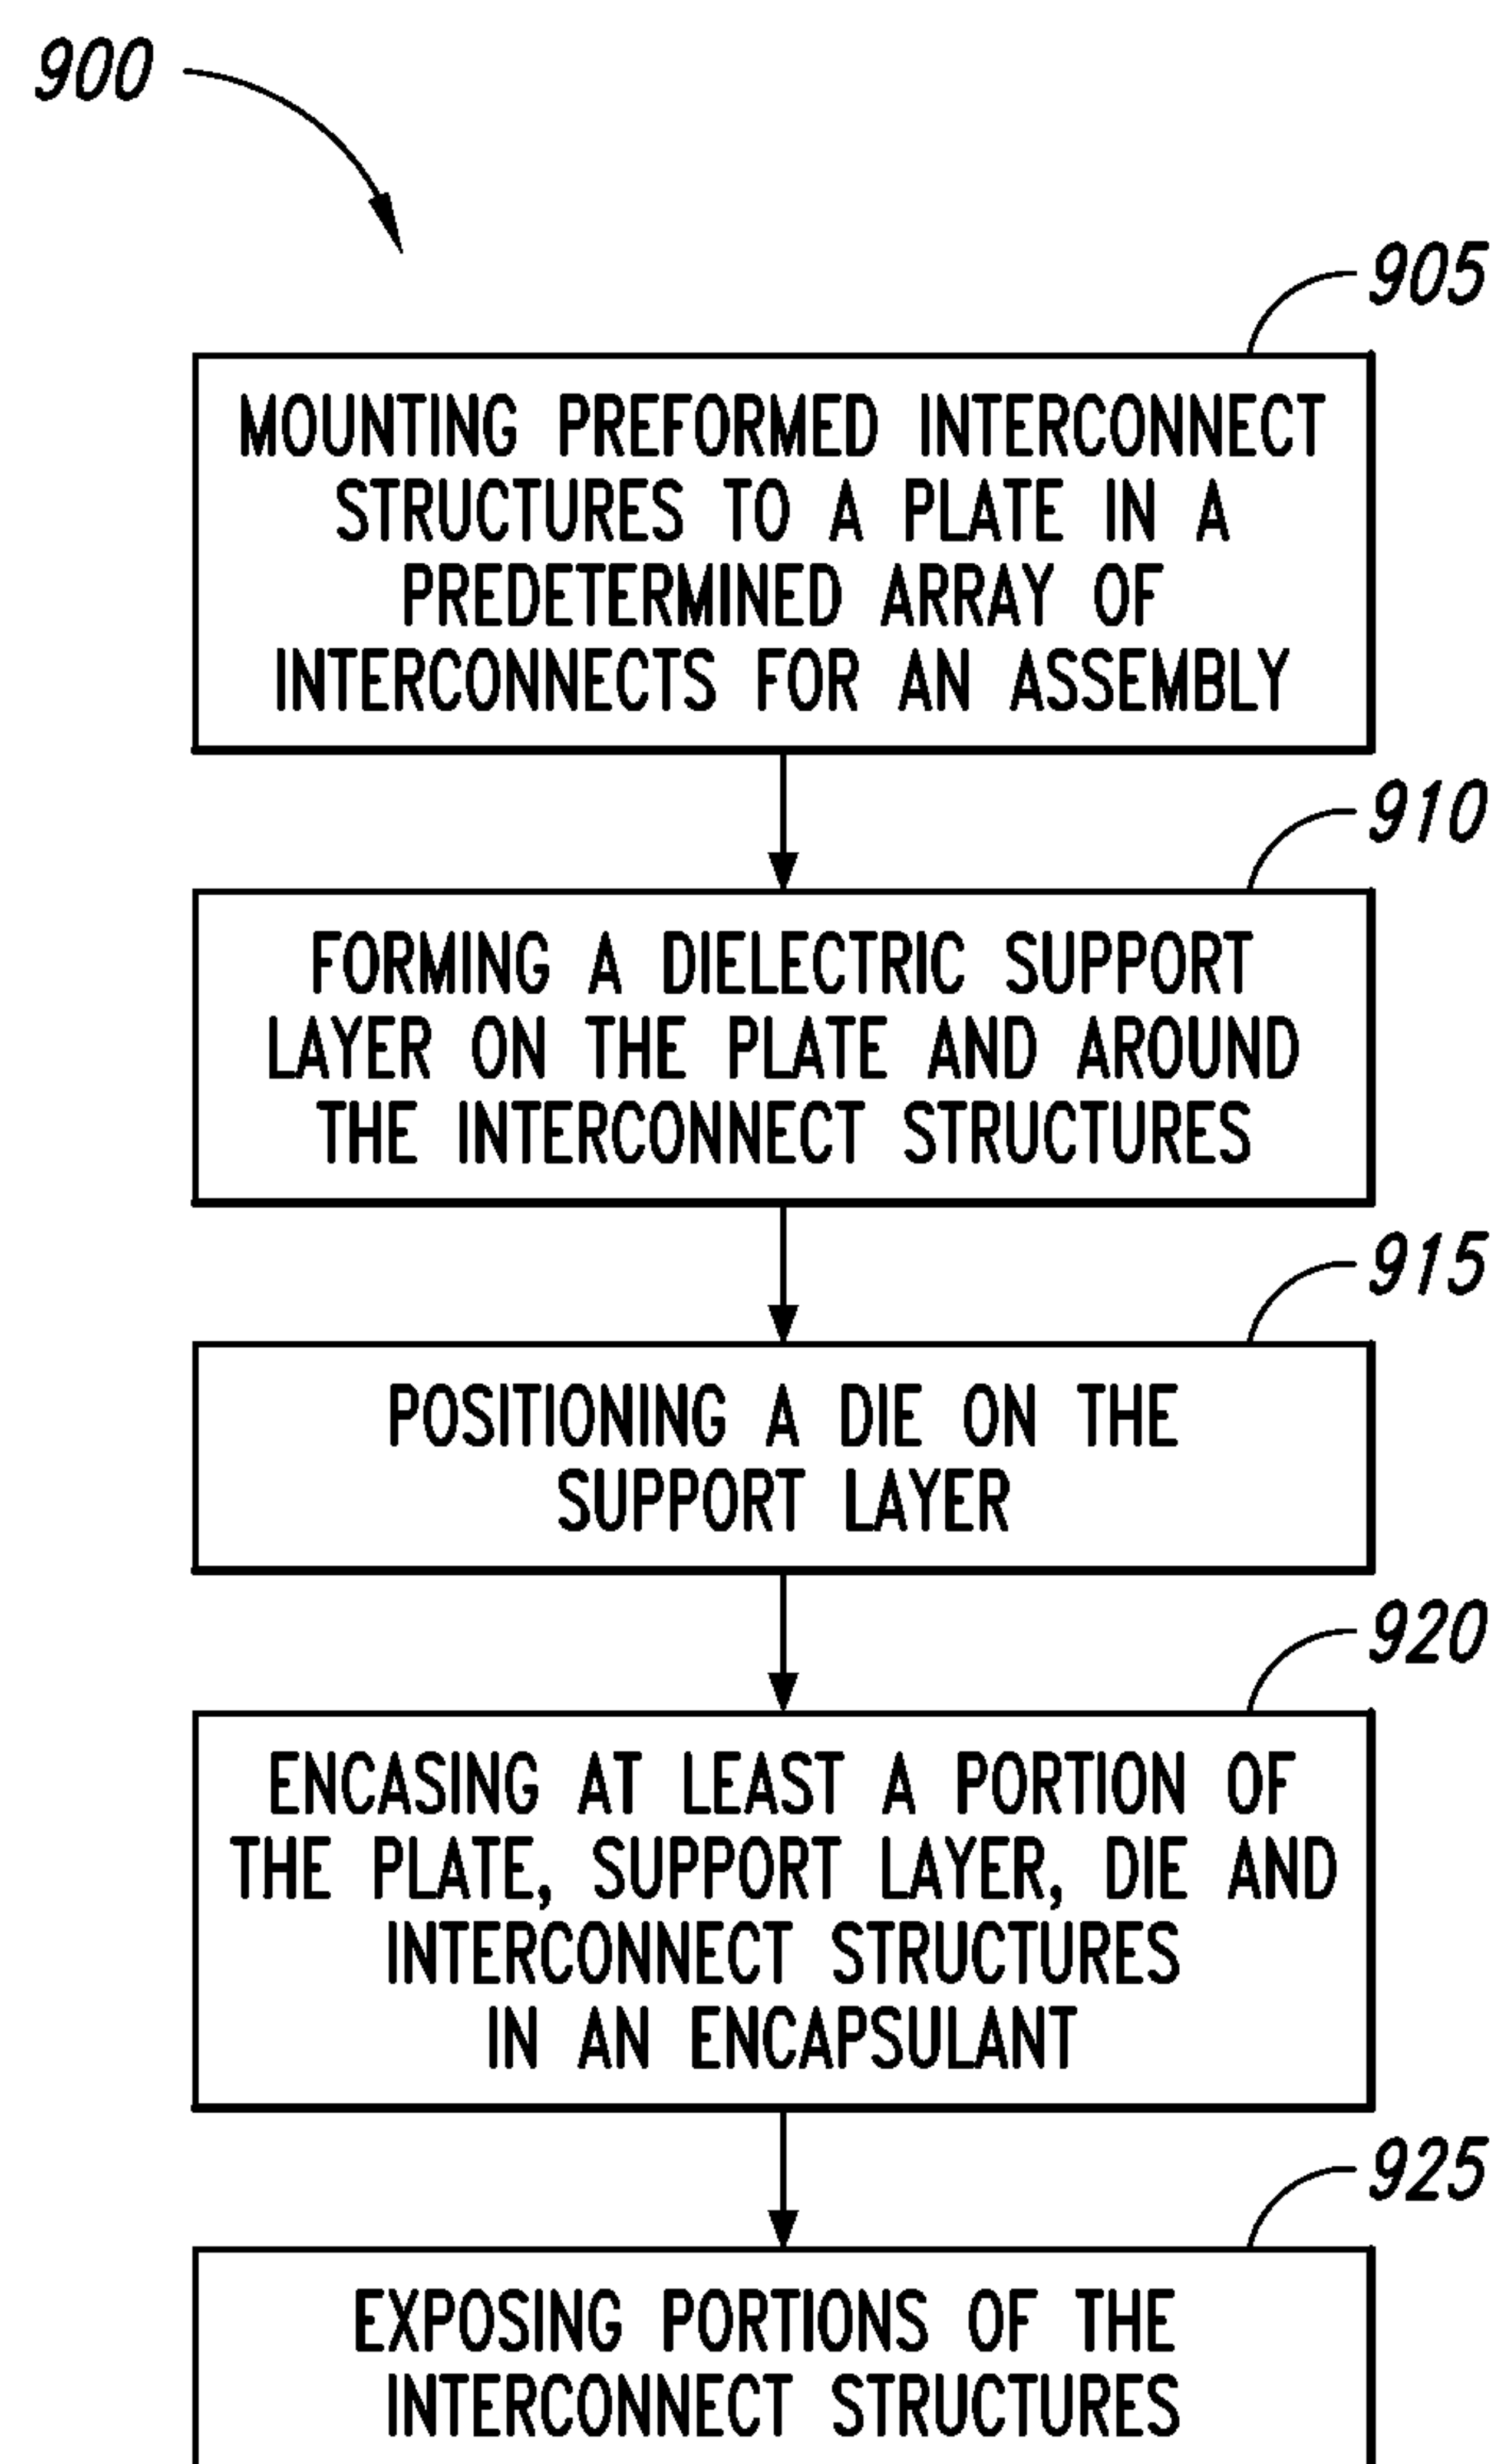 900
905
MOUNTING PREFORMED INTERCONNECT
STRUCTURES TO A PLATE IN A
PREDETERMINED ARRAY OF
INTERCONNECTS FOR AN ASSEMBLY
910
FORMING A DIELECTRIC SUPPORT
LAYER ON THE PLATE AND AROUND
THE INTERCONNECT STRUCTURES
915
POSITIONING A DIE ON THE
SUPPORT LAYER
920
ENCASING AT LEAST A PORTION OF
THE PLATE, SUPPORT LAYER, DIE AND
INTERCONNECT STRUCTURES
IN AN ENCAPSULANT
925
EXPOSING PORTIONS OF THE
INTERCONNECT STRUCTURES